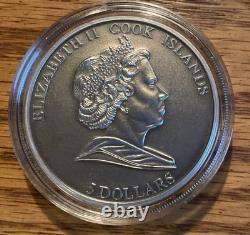 ELIZABETH II COOK ISLANDS
5 DOLLARS